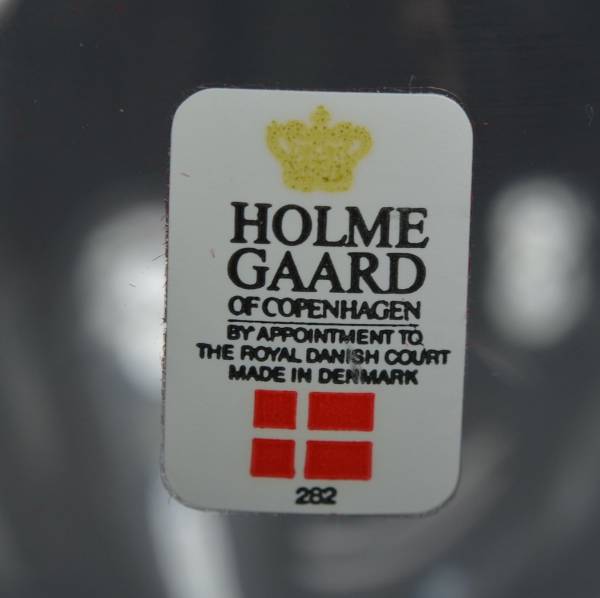 HOLME
GAARD
OF COPENHAGEN
BY APPOINTMENT TO
THE ROYAL DANISH COURT
MADE IN DENMARK
282